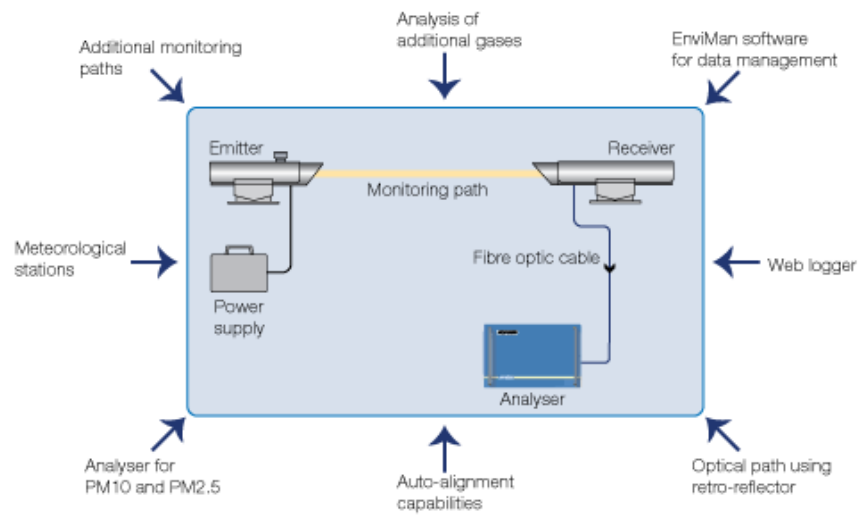 Analysis of
additional gases
Additional monitoring
paths
EnviMan software
for data management
Emitter
Receiver
Monitoring path
Meteorological
stations
Fibre optic cable
Web logger
Power
supply
Analyser
Analyser for
PM10 and PM2.5
Auto-alignment
capabilities
Optical path using
retro-reflector